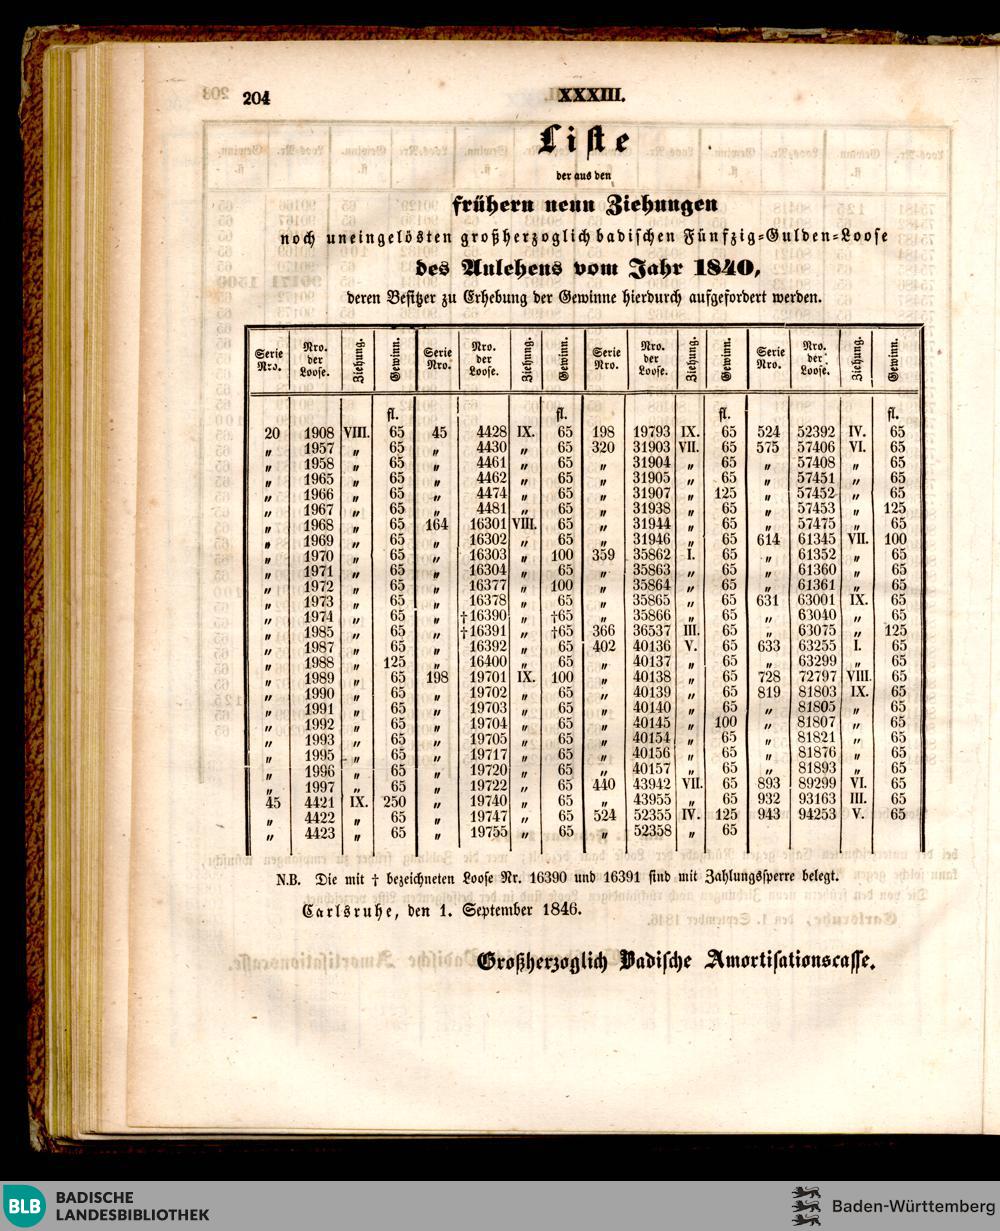 204 XXXIII.
Liste
der aus den
frühern neun Ziehungen
noch uneingelösten großherzoglich badischen Fünfzig-Gulden-Loose
des Anlehens vom Jahr 1840,
deren Besitzer zu Erhebung der Gewinne hierdurch aufgefordert werden.
Serie Nro. Nro. der Loose. Ziehung. Gewinn. Serie Nro. Nro. der Loose. Ziehung. Gewinn. Serie Nro. Nro. der Loose. Ziehung. Gewinn. Serie Nro. Nro. der Loose. Ziehung. Gewinn.
fl. fl. fl. fl.
20 1908 VIII. 65 45 4428 IX. 65 198 19793 IX. 65 524 52392 IV. 65
„ 1957 „ 65 „ 4430 „ 65 320 31903 VII. 65 575 57406 VI. 65
„ 1958 „ 65 „ 4461 „ 65 „ 31904 „ 65 „ 57408 „ 65
„ 1965 „ 65 „ 4462 „ 65 „ 31905 „ 65 „ 57451 „ 65
„ 1966 „ 65 „ 4474 „ 65 „ 31907 „ 125 „ 57452 „ 65
„ 1967 „ 65 „ 4481 „ 65 „ 31938 „ 65 „ 57453 „ 125
„ 1968 „ 65 164 16301 VIII. 65 „ 31944 „ 65 „ 57475 „ 65
„ 1969 „ 65 „ 16302 „ 65 „ 31946 „ 65 614 61345 VII. 100
„ 1970 „ 65 „ 16303 „ 100 359 35862 I. 65 „ 61352 „ 65
„ 1971 „ 65 „ 16304 „ 65 „ 35863 „ 65 „ 61360 „ 65
„ 1972 „ 65 „ 16377 „ 100 „ 35864 „ 65 „ 61361 „ 65
„ 1973 „ 65 „ 16378 „ 65 „ 35865 „ 65 631 63001 IX. 65
„ 1974 „ 65 „ †16390 „ †65 „ 35866 „ 65 „ 63040 „ 65
„ 1985 „ 65 „ †16391 „ †65 366 36537 III. 65 „ 63075 „ 125
„ 1987 „ 65 „ 16392 „ 65 402 40136 V. 65 633 63255 I. 65
„ 1988 „ 125 „ 16400 „ 65 „ 40137 „ 65 „ 63299 „ 65
„ 1989 „ 65 198 19701 IX. 100 „ 40138 „ 65 728 72797 VIII. 65
„ 1990 „ 65 „ 19702 „ 65 „ 40139 „ 65 819 81803 IX. 65
„ 1991 „ 65 „ 19703 „ 65 „ 40140 „ 65 „ 81805 „ 65
„ 1992 „ 65 „ 19704 „ 65 „ 40145 „ 100 „ 81807 „ 65
„ 1993 „ 65 „ 19705 „ 65 „ 40154 „ 65 „ 81821 „ 65
„ 1995 „ 65 „ 19717 „ 65 „ 40156 „ 65 „ 81876 „ 65
„ 1996 „ 65 „ 19720 „ 65 „ 40157 „ 65 „ 81893 „ 65
„ 1997 „ 65 „ 19722 „ 65 440 43942 VII. 65 893 89299 VI. 65
45 4421 IX. 250 „ 19740 „ 65 „ 43955 „ 65 932 93163 III. 65
„ 4422 „ 65 „ 19747 „ 65 524 52355 IV. 125 943 94253 V. 65
„ 4423 „ 65 „ 19755 „ 65 „ 52358 „ 65
N.B. Die mit † bezeichneten Loose Nr. 16390 und 16391 sind mit Zahlungssperre belegt.
Carlsruhe, den 1. September 1846.
Großherzoglich Badische Amortisationscasse.
BLB BADISCHE LANDESBIBLIOTHEK
Baden-Württemberg